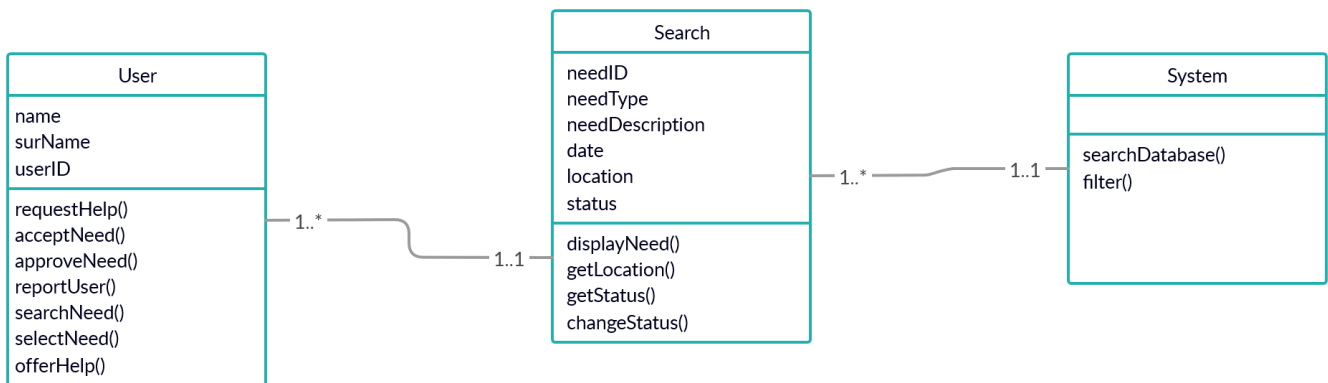 User
name
surName
userID
requestHelp()
acceptNeed()
approveNeed()
reportUser()
searchNeed()
selectNeed()
offerHelp()
1..*
1..1
Search
needID
needType
needDescription
date
location
status
displayNeed()
getLocation()
getStatus()
changeStatus()
1..*
1..1
System
searchDatabase()
filter()